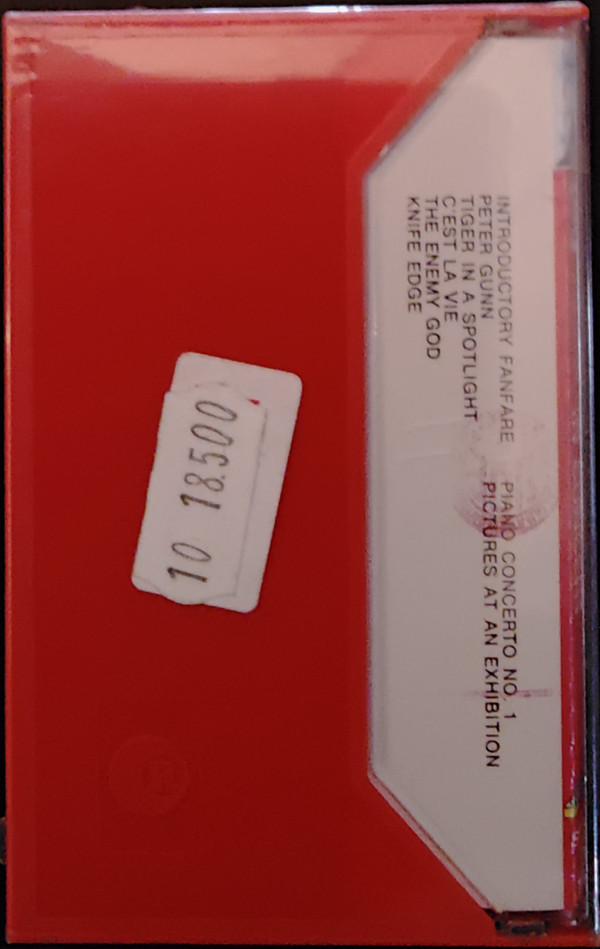 INTRODUCTORY FANFARE
PETER GUNN
TIGER IN A SPOTLIGHT
C'EST LA VIE
THE ENEMY GOD
KNIFE EDGE
PIANO CONCERTO NO. 1
PICTURES AT AN EXHIBITION
10 18500